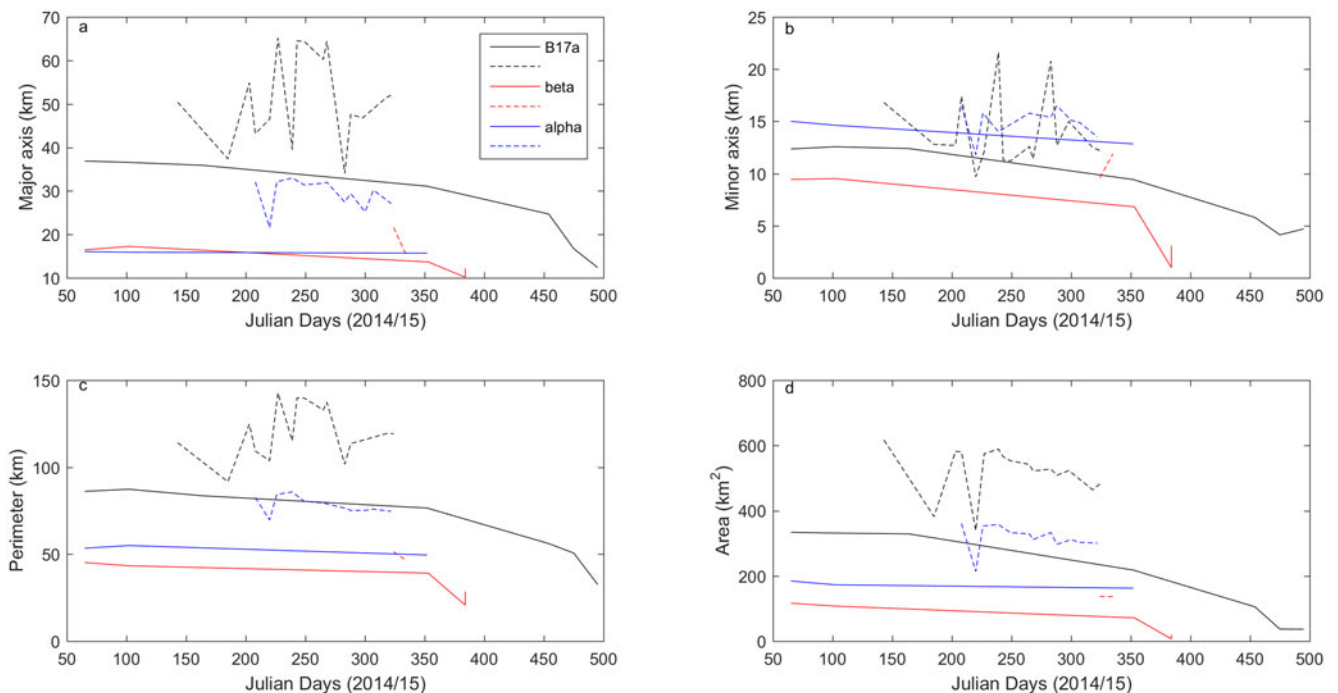 a
Major axis (km)
70
60
50
40
30
20
10
50 100 150 200 250 300 350 400 450 500
Julian Days (2014/15)
B17a
beta
alpha
b
Minor axis (km)
25
20
15
10
5
0
50 100 150 200 250 300 350 400 450 500
Julian Days (2014/15)
c
Perimeter (km)
150
100
50
0
50 100 150 200 250 300 350 400 450 500
Julian Days (2014/15)
d
Area (km²)
800
600
400
200
0
50 100 150 200 250 300 350 400 450 500
Julian Days (2014/15)